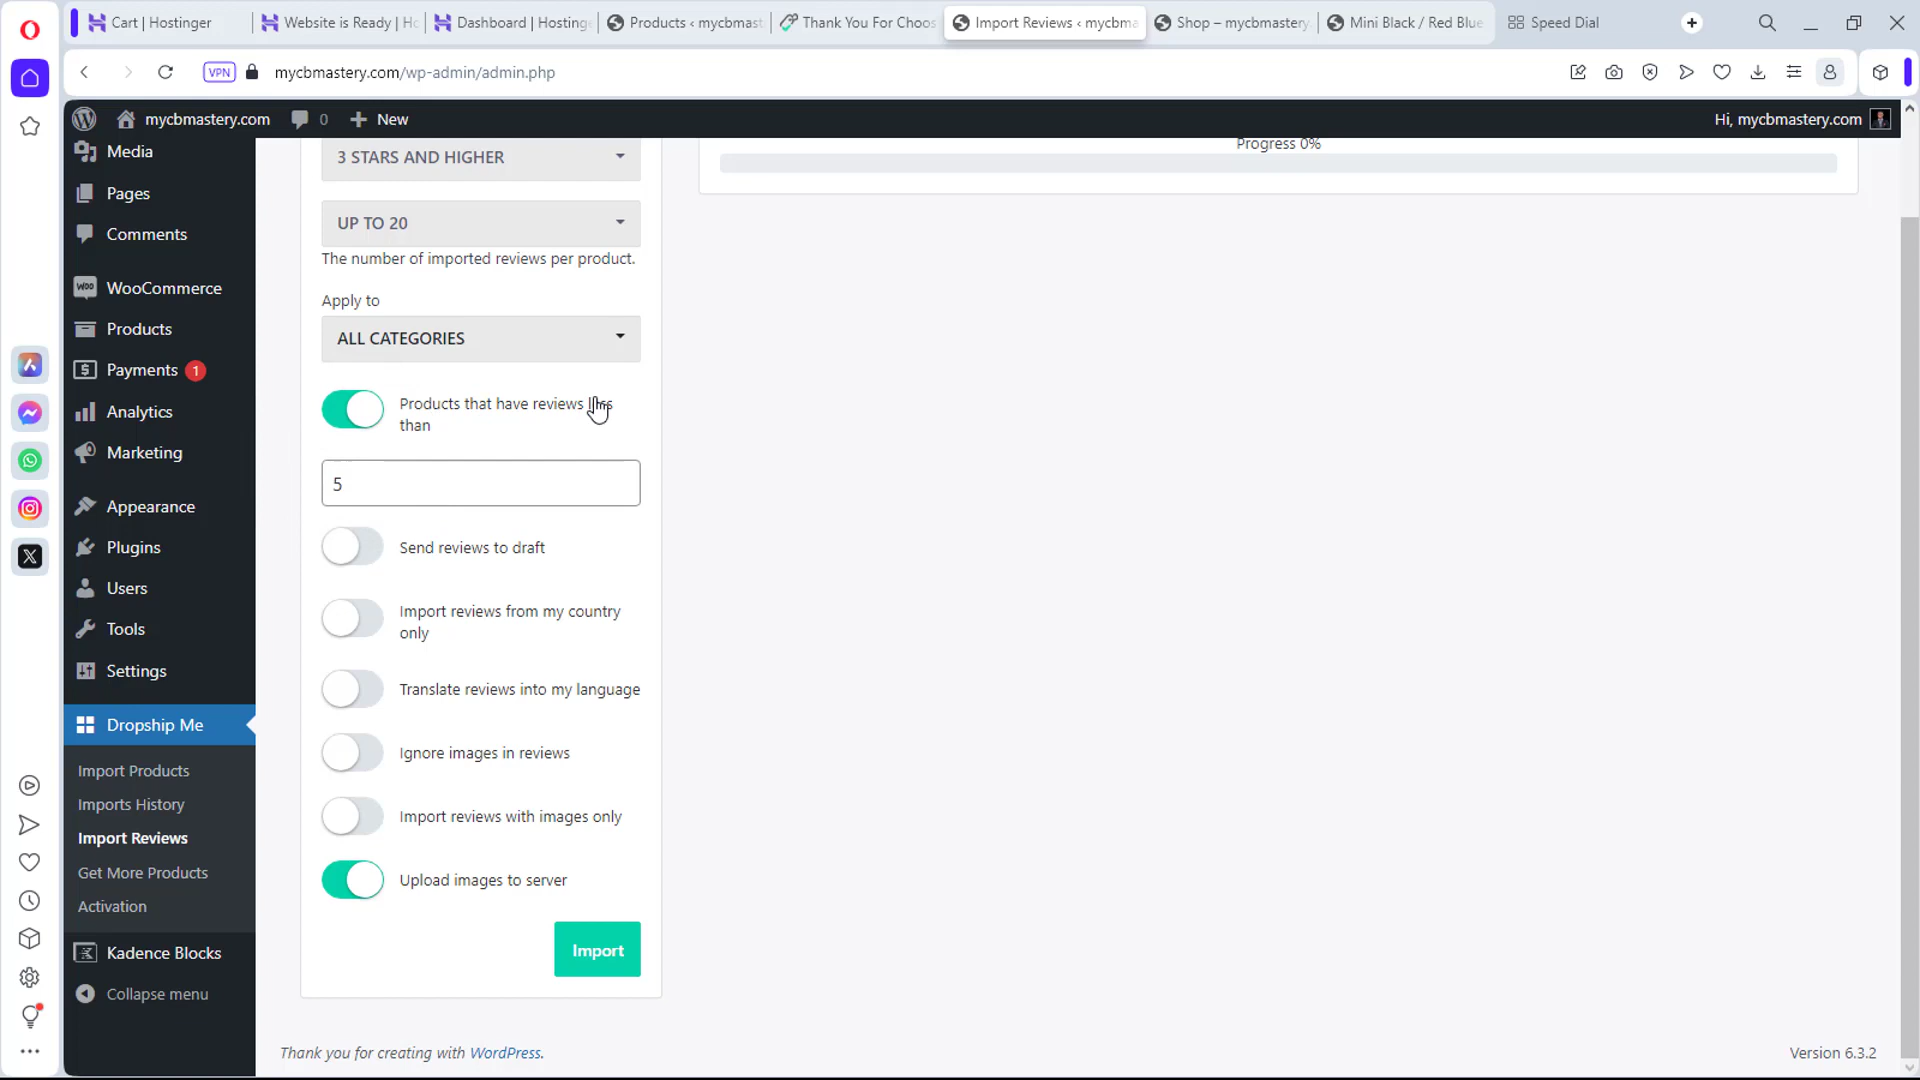 Cart | Hostinger
Website is Ready | Ho
Dashboard | Hosting
Products ‹ mycbmast
Thank You For Choos
Import Reviews ‹ mycbma
Shop – mycbmastery.
Mini Black / Red Blue
Speed Dial
VPN
mycbmastery.com/wp-admin/admin.php
mycbmastery.com
0
New
Hi, mycbmastery.com
Media
Pages
Comments
WooCommerce
Products
Payments 1
Analytics
Marketing
Appearance
Plugins
Users
Tools
Settings
Dropship Me
Import Products
Imports History
Import Reviews
Get More Products
Activation
Kadence Blocks
Collapse menu
3 STARS AND HIGHER
UP TO 20
The number of imported reviews per product.
Apply to
ALL CATEGORIES
Products that have reviews less
than
5
Send reviews to draft
Import reviews from my country
only
Translate reviews into my language
Ignore images in reviews
Import reviews with images only
Upload images to server
Import
Progress 0%
Thank you for creating with WordPress.
Version 6.3.2